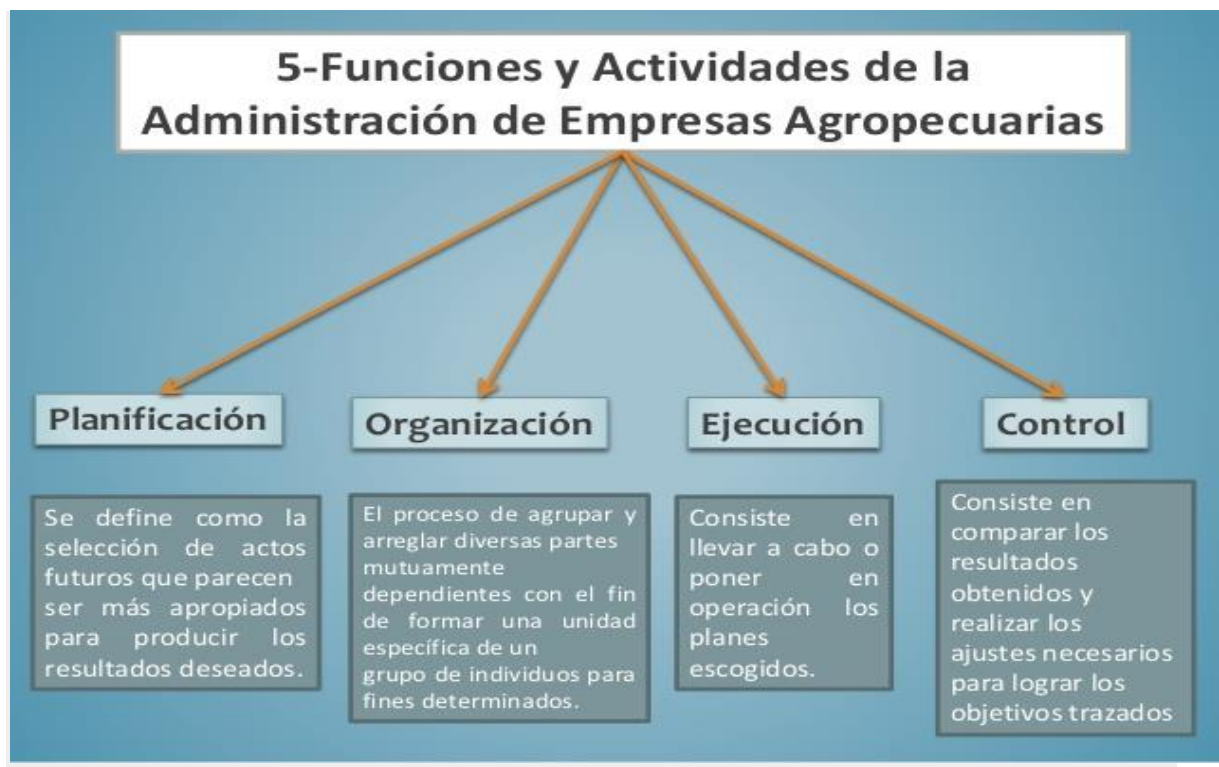 5-Funciones y Actividades de la
Administración de Empresas Agropecuarias
Planificación
Se define como la
selección de actos
futuros que parecen
ser más apropiados
para producir los
resultados deseados.
Organización
El proceso de agrupar y
arreglar diversas partes
mutuamente
dependientes con el fin
de formar una unidad
específica de un
grupo de individuos para
fines determinados.
Ejecución
Consiste en
llevar a cabo o
poner en
operación los
planes
escogidos.
Control
Consiste en
comparar los
resultados
obtenidos y
realizar los
ajustes necesarios
para lograr los
objetivos trazados